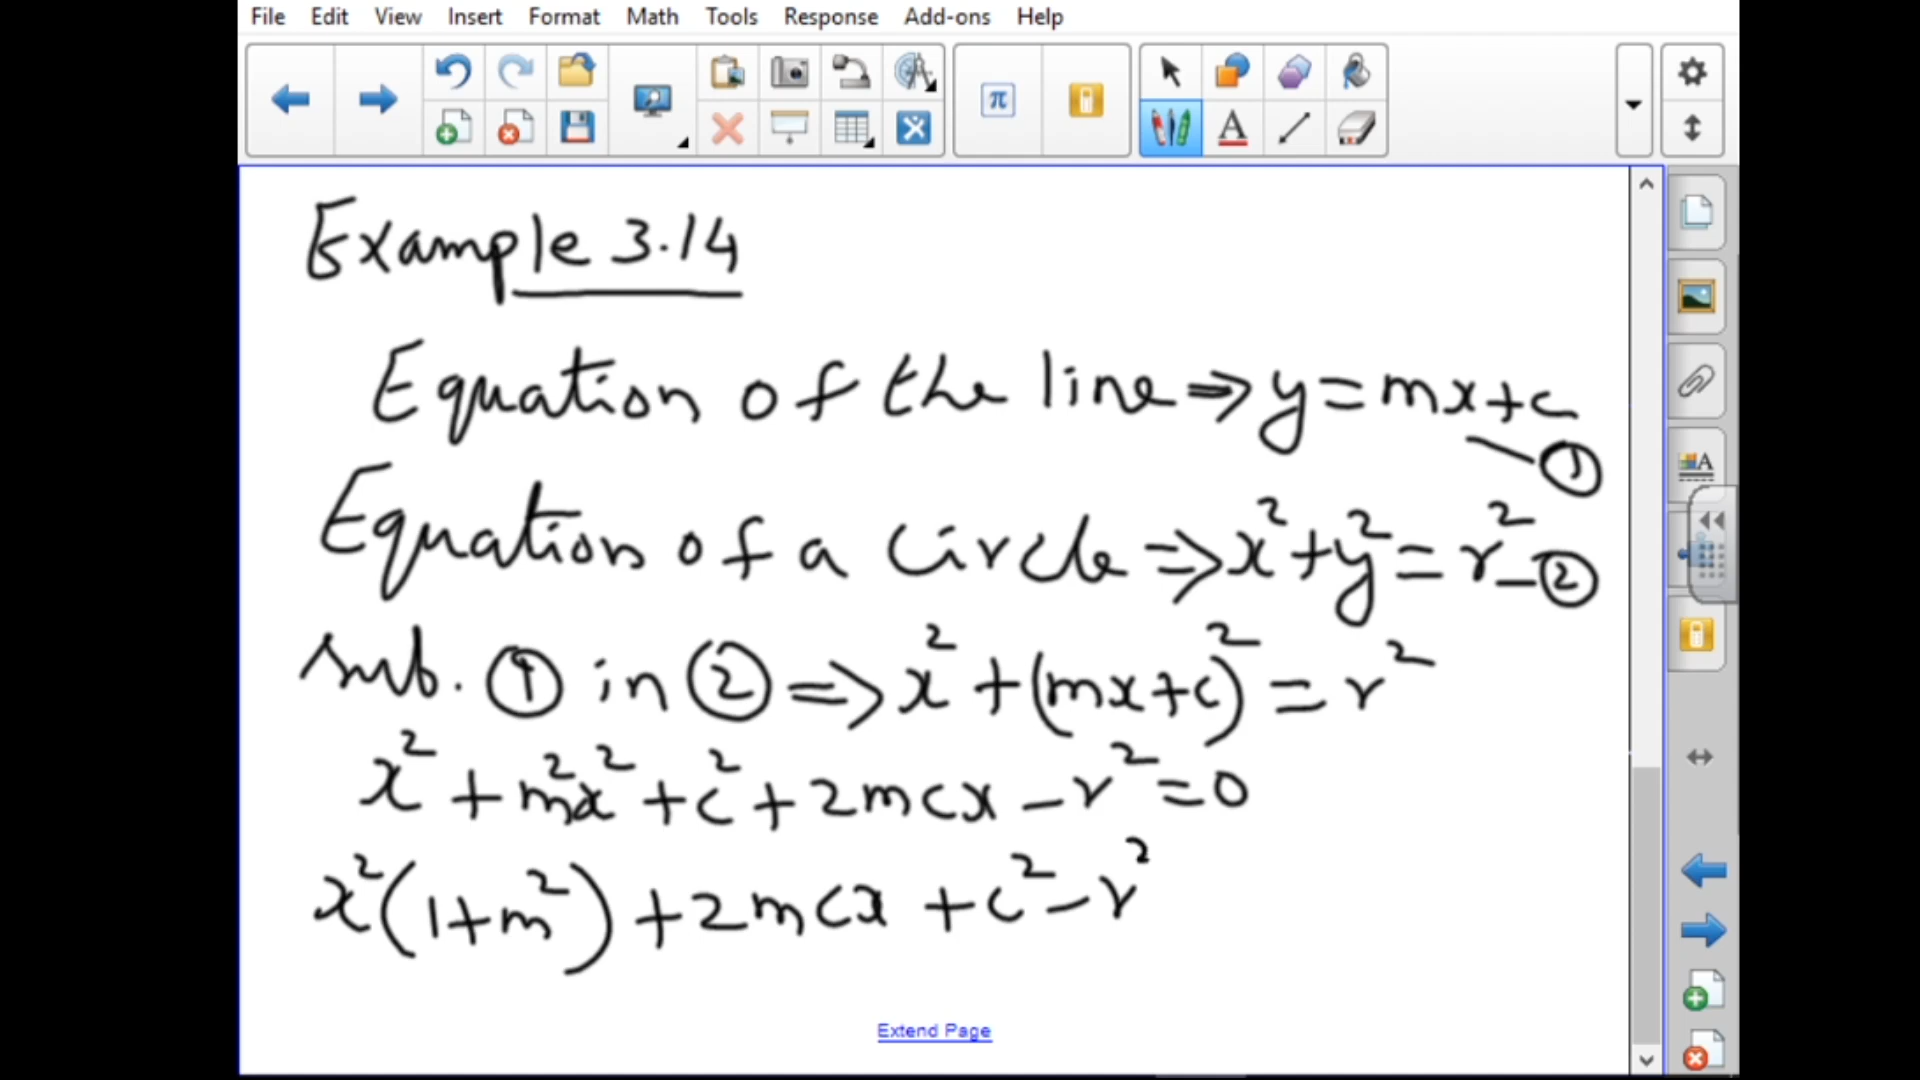 File Edit View Insert Format Math Tools Response Add-ons Help
Example 3.14
Equation of the line ⇒ y = mx + c
— ①
Equation of a circle ⇒ x² + y² = r² — ②
sub. ① in ② ⇒ x² + (mx + c)² = r²
x² + m²x² + c² + 2mcx − r² = 0
x²(1 + m²) + 2mcx + c² − r²
Extend Page